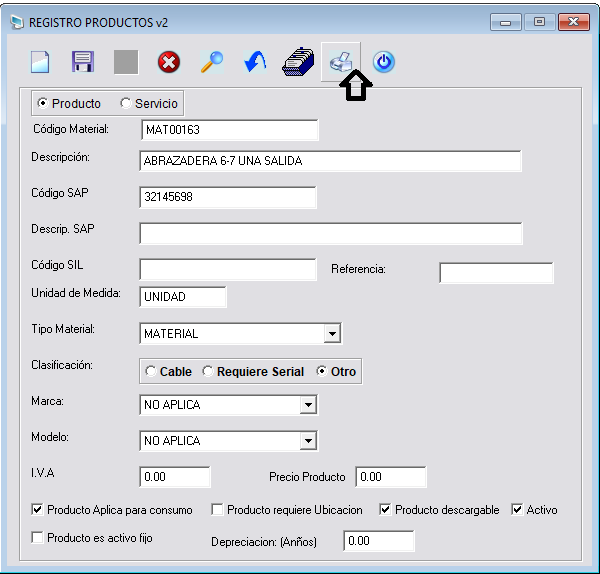 REGISTRO PRODUCTOS v2
Producto Servicio
Código Material: MAT00163
Descripción: ABRAZADERA 6-7 UNA SALIDA
Código SAP 32145698
Descrip. SAP
Código SIL Referencia:
Unidad de Medida: UNIDAD
Tipo Material: MATERIAL
Clasificación: Cable Requiere Serial Otro
Marca: NO APLICA
Modelo: NO APLICA
I.V.A 0.00 Precio Producto 0.00
Producto Aplica para consumo Producto requiere Ubicacion Producto descargable Activo
Producto es activo fijo Depreciacion: (Anños) 0.00